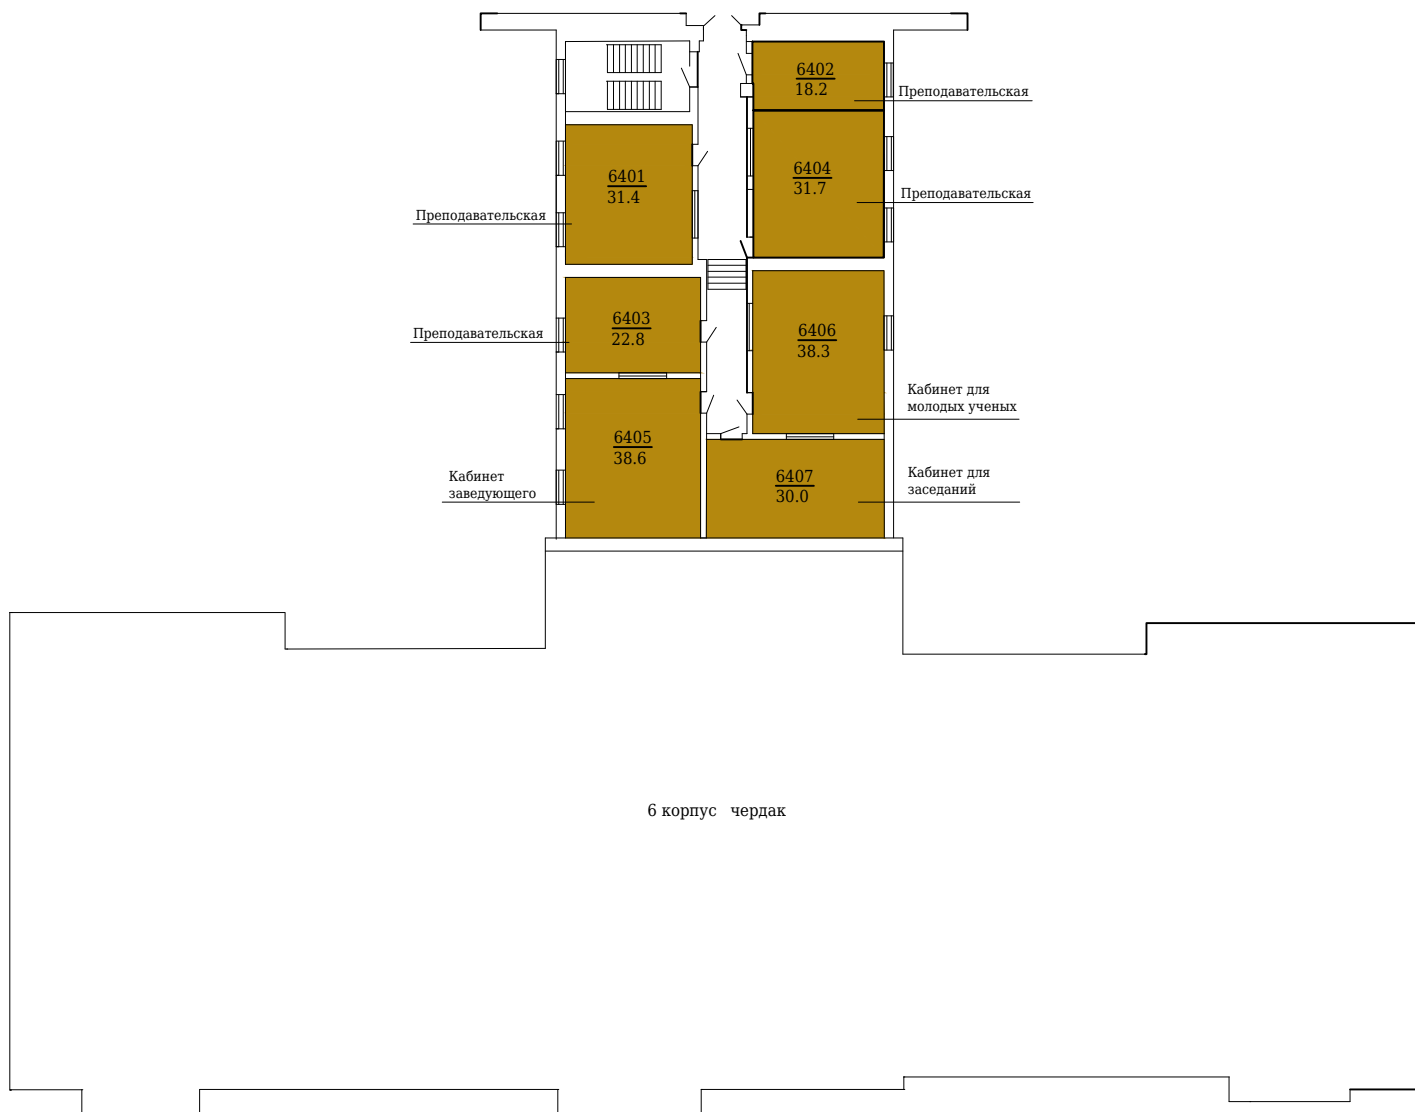 6402
18.2
Преподавательская
6401
31.4
Преподавательская
6404
31.7
Преподавательская
6403
22.8
Преподавательская
6406
38.3
Кабинет для
молодых ученых
6405
38.6
Кабинет
заведующего
6407
30.0
Кабинет для
заседаний
6 корпус чердак